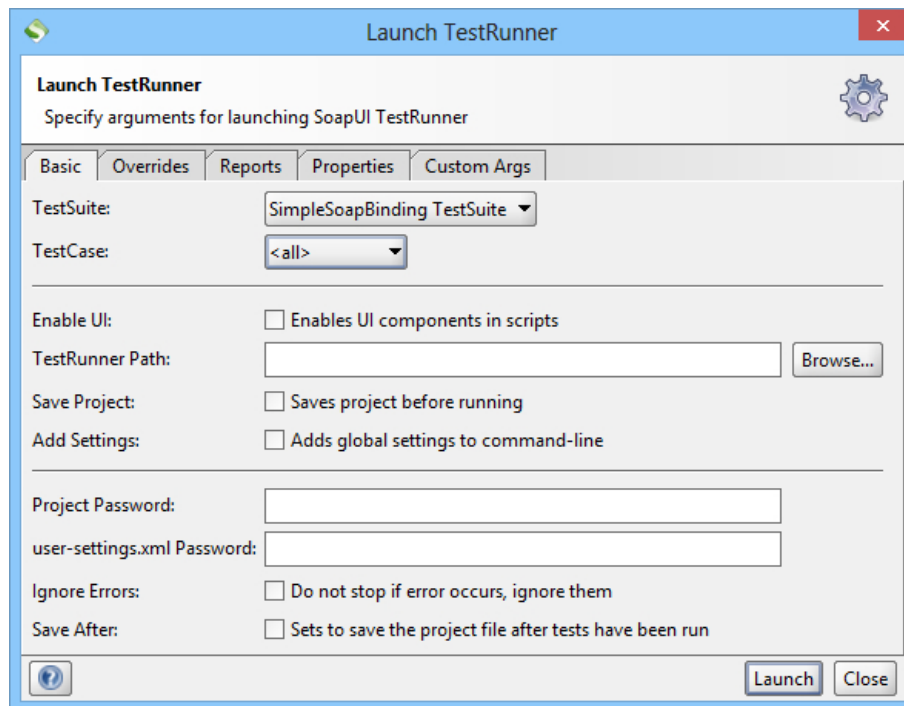 Launch TestRunner
Launch TestRunner
Specify arguments for launching SoapUI TestRunner
Basic Overrides Reports Properties Custom Args
TestSuite: SimpleSoapBinding TestSuite
TestCase: <all>
Enable UI: Enables UI components in scripts
TestRunner Path: Browse...
Save Project: Saves project before running
Add Settings: Adds global settings to command-line
Project Password:
user-settings.xml Password:
Ignore Errors: Do not stop if error occurs, ignore them
Save After: Sets to save the project file after tests have been run
? Launch Close